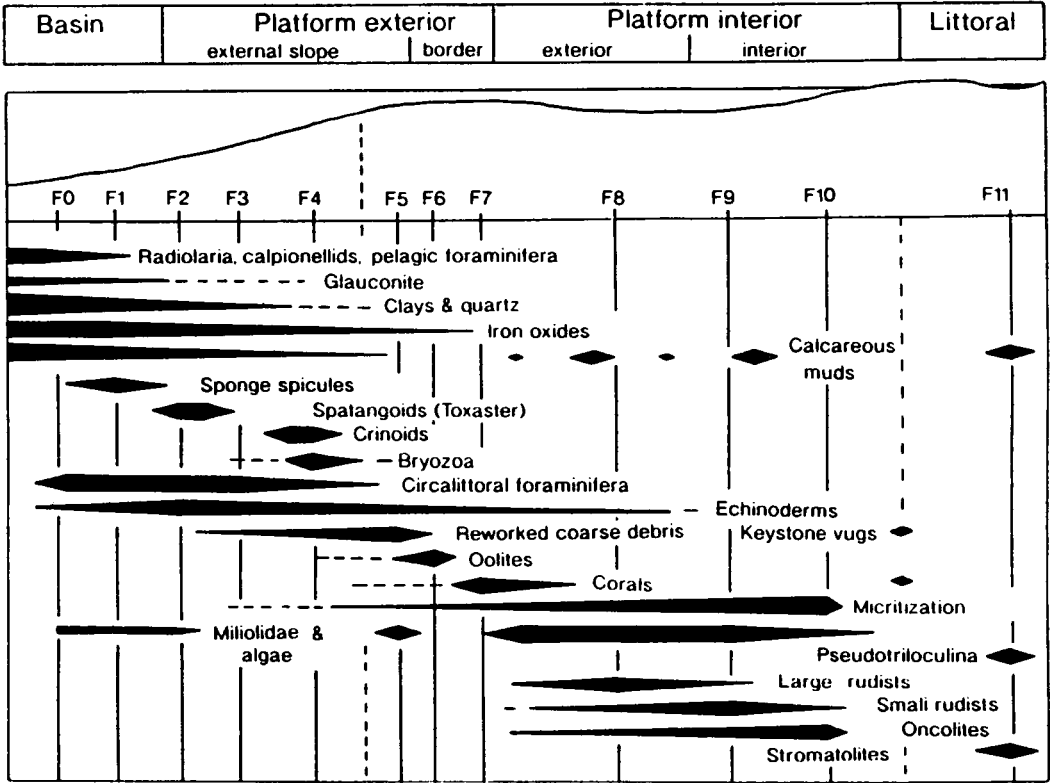 Basin Platform exterior Platform interior Littoral
external slope border exterior interior
F0 F1 F2 F3 F4 F5 F6 F7 F8 F9 F10 F11
Radiolaria, calpionellids, pelagic foraminifera
Glauconite
Clays & quartz
Iron oxides
Calcareous
muds
Sponge spicules
Spatangoids (Toxaster)
Crinoids
Bryozoa
Circalittoral foraminifera
Echinoderms
Reworked coarse debris Keystone vugs
Oolites
Corals
Micritization
Miliolidae &
algae
Pseudotriloculina
Large rudists
Small rudists
Oncolites
Stromatolites